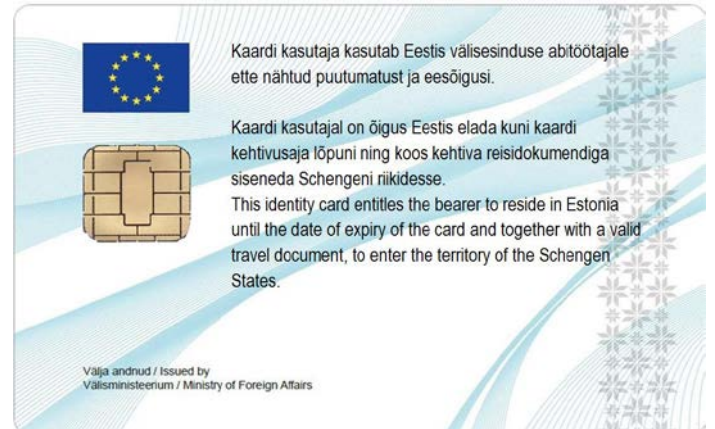 Kaardi kasutaja kasutab Eestis välisesinduse abitöötajale
ette nähtud puutumatust ja eesõigusi.
Kaardi kasutajal on õigus Eestis elada kuni kaardi
kehtivusaja lõpuni ning koos kehtiva reisidokumendiga
siseneda Schengeni riikidesse.
This identity card entitles the bearer to reside in Estonia
until the date of expiry of the card and together with a valid
travel document, to enter the territory of the Schengen
States.
Välja andnud / Issued by
Välisministeerium / Ministry of Foreign Affairs